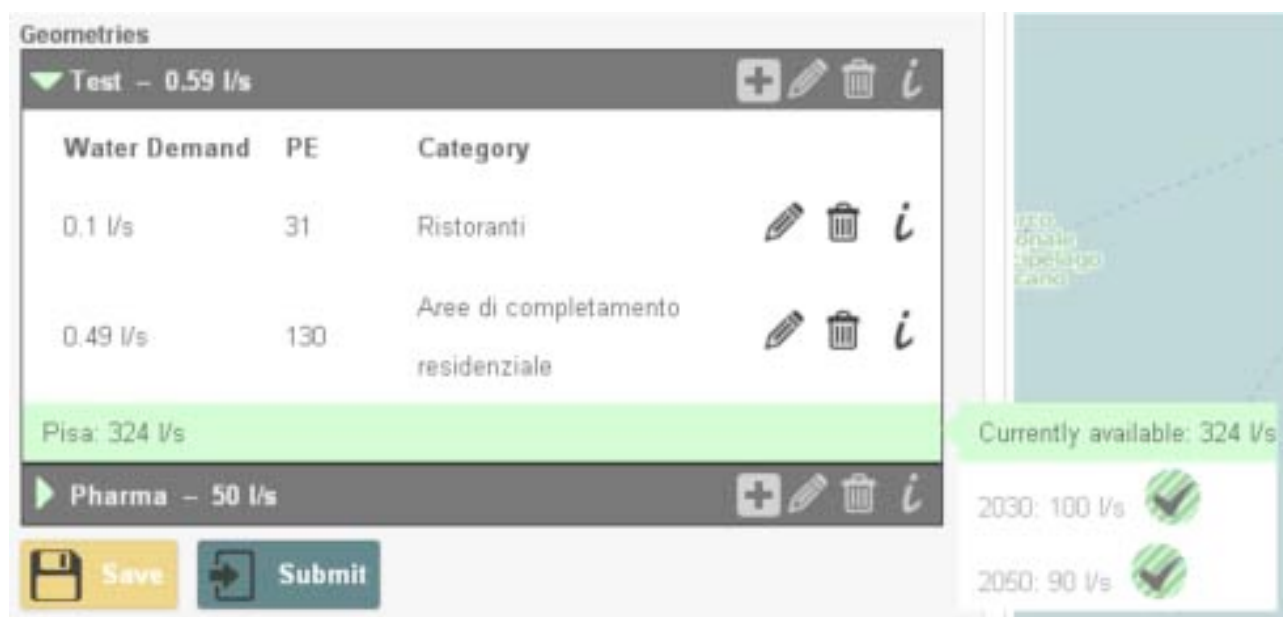 Geometries
Test – 0.59 l/s
Water Demand PE Category
0.1 l/s 31 Ristoranti
0.49 l/s 130 Aree di completamento
residenziale
Pisa: 324 l/s
Currently available: 324 l/s
Pharma – 50 l/s
2030: 100 l/s
2050: 90 l/s
Save Submit